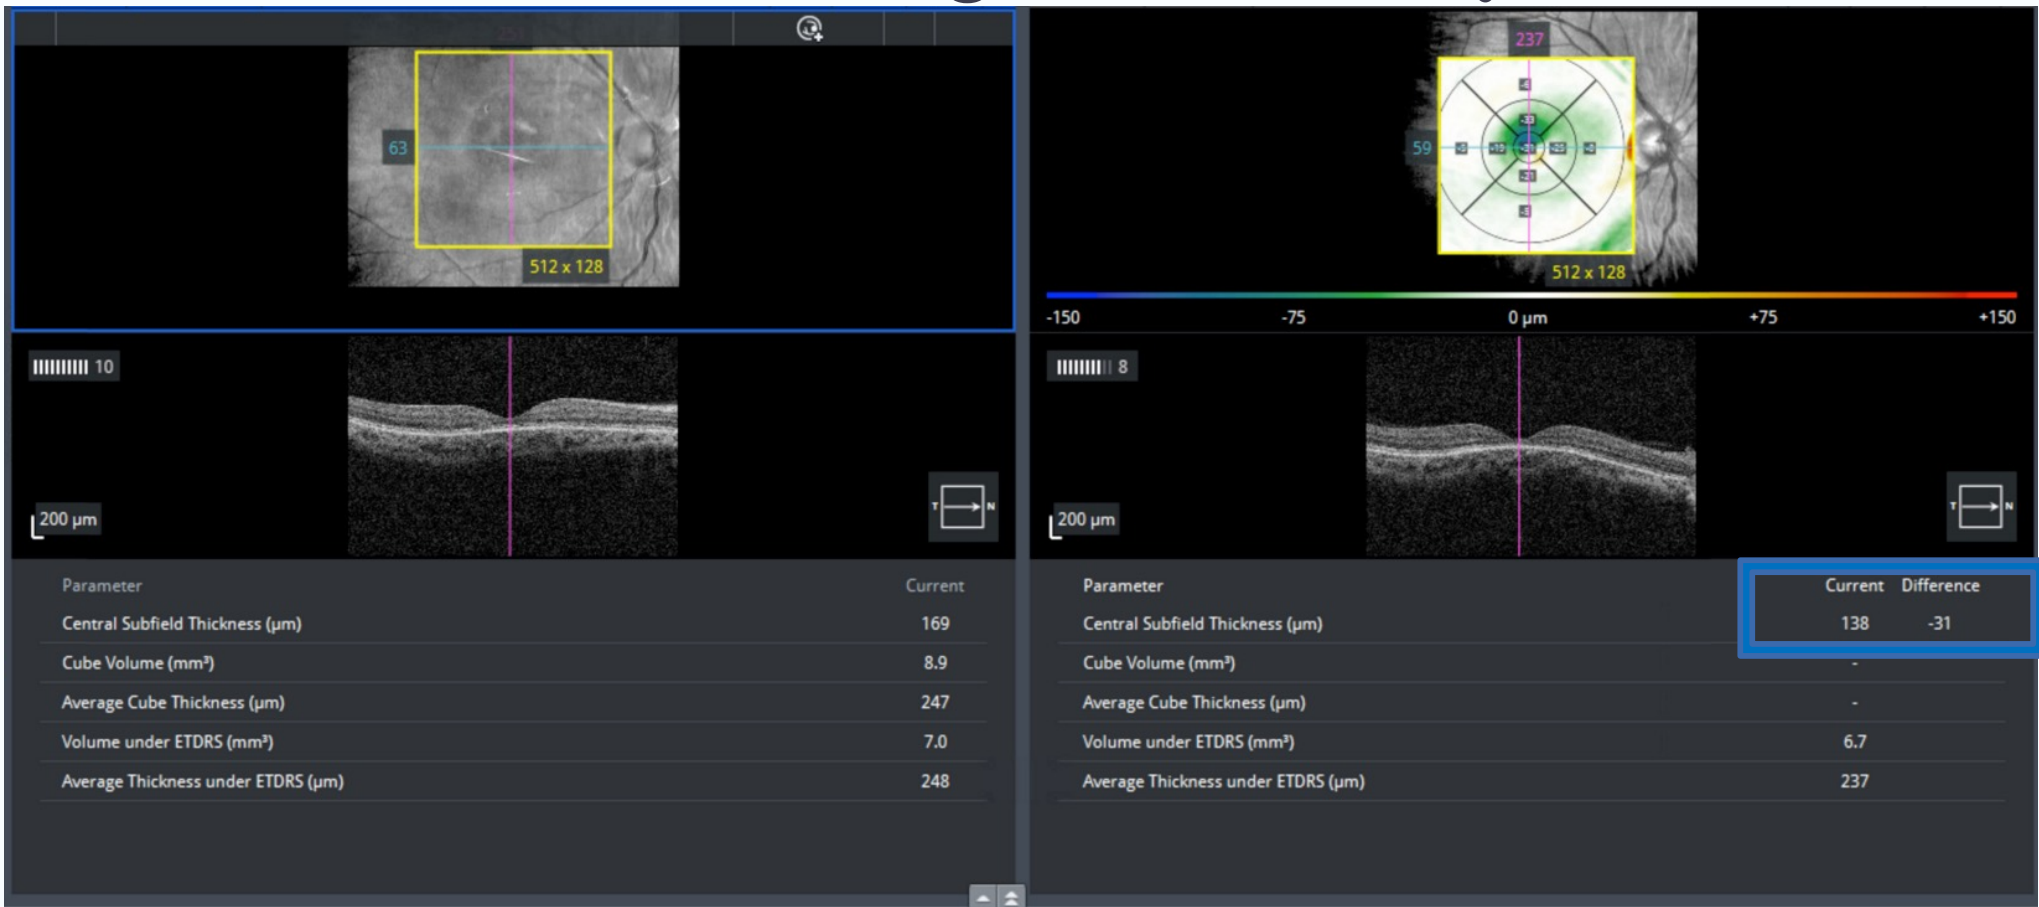 237
63
59
512 x 128
512 x 128
-150 -75 0 µm +75 +150
10
8
200 µm
T N
200 µm
T N
Parameter Current
Central Subfield Thickness (µm) 169
Cube Volume (mm³) 8.9
Average Cube Thickness (µm) 247
Volume under ETDRS (mm³) 7.0
Average Thickness under ETDRS (µm) 248
Parameter Current Difference
Central Subfield Thickness (µm) 138 -31
Cube Volume (mm³) -
Average Cube Thickness (µm) -
Volume under ETDRS (mm³) 6.7
Average Thickness under ETDRS (µm) 237